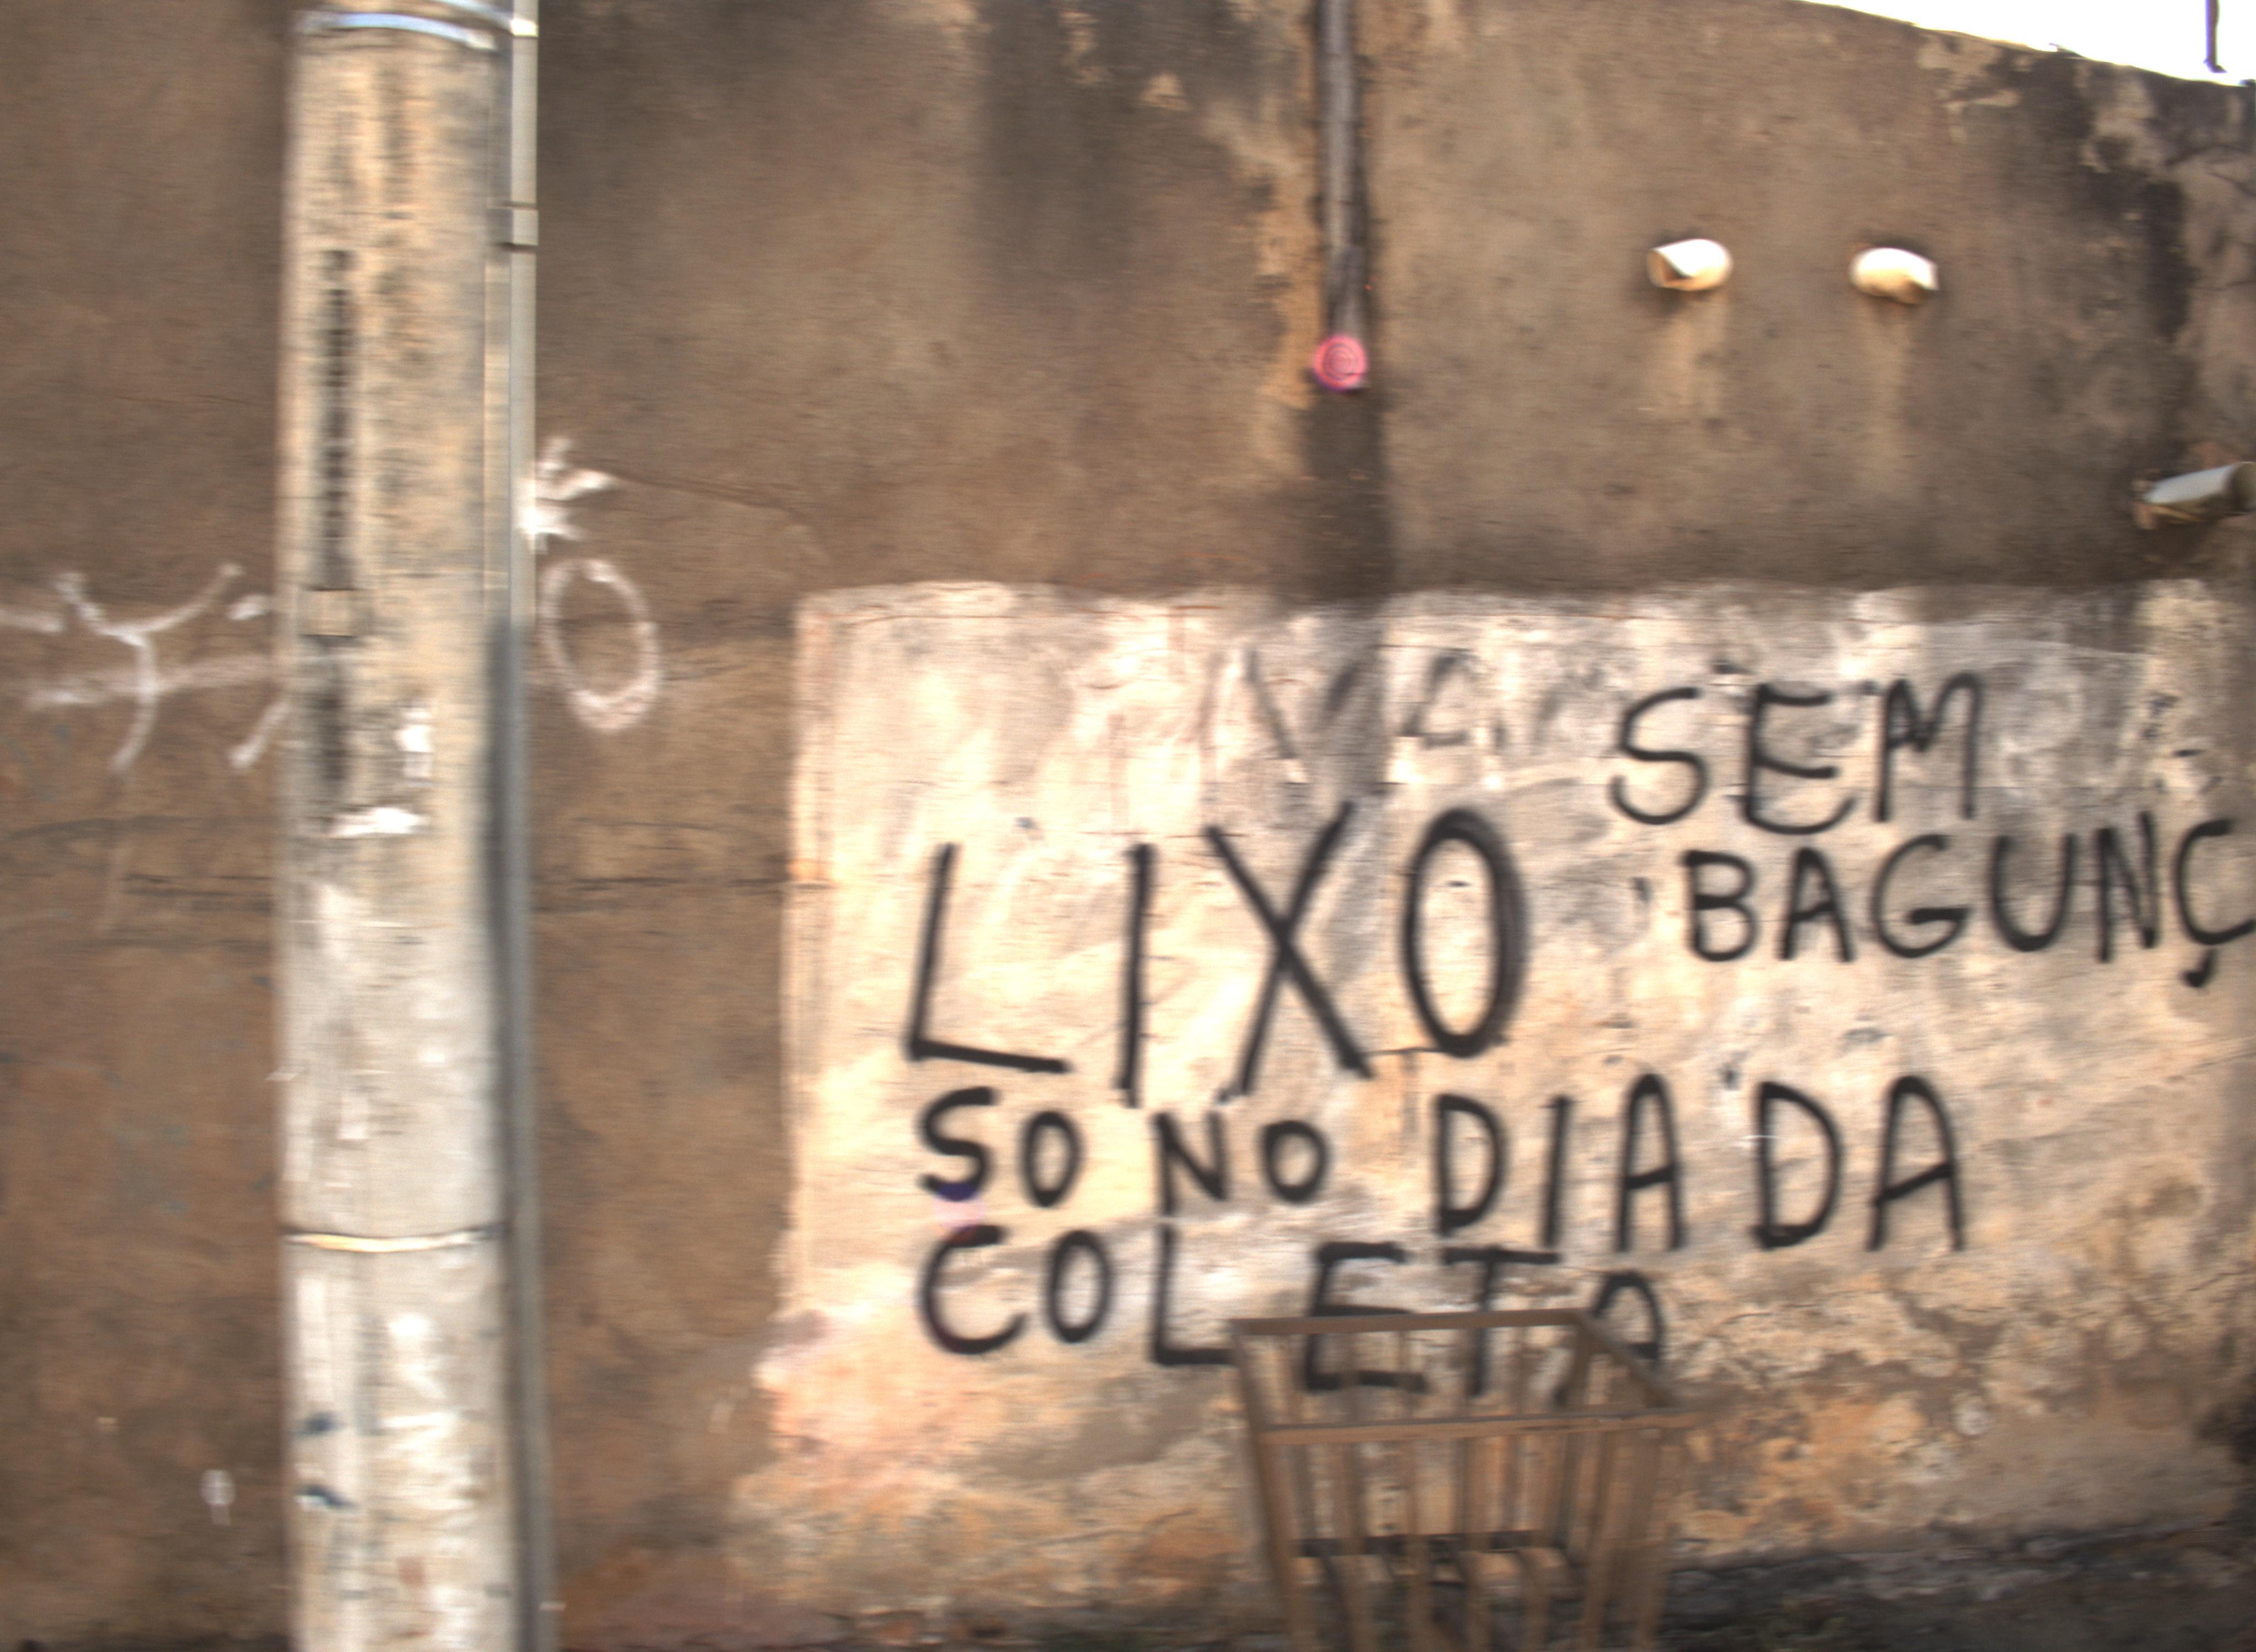 SEM
BAGUNÇ
LIXO
SO NO DIA DA
COLETA